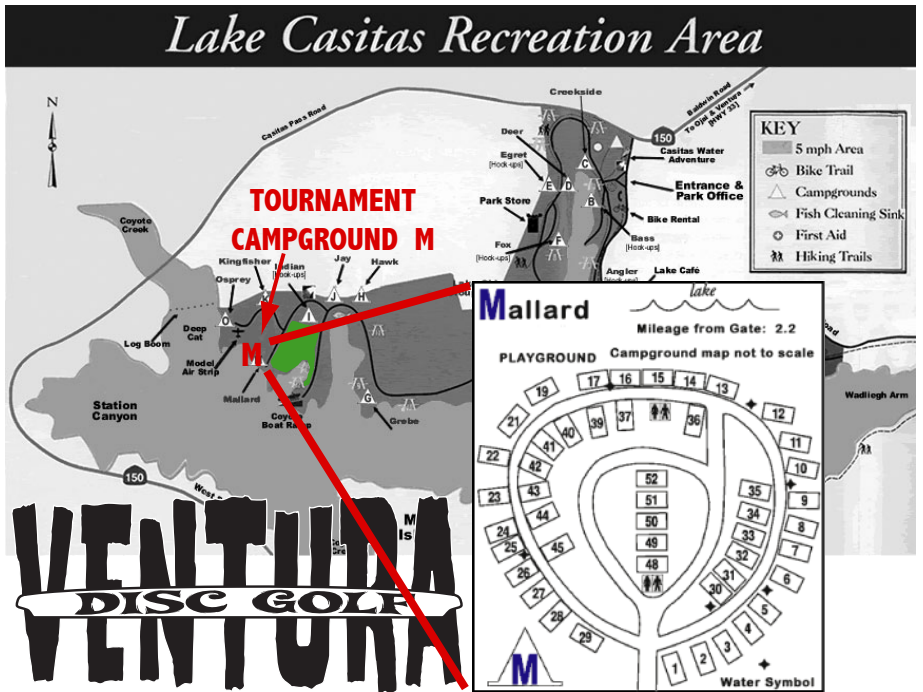 Lake Casitas Recreation Area
N
Casitas Pass Road
Creekside
Baldwin Road
To Ojai & Ventura
[HWY 33]
150
Deer
Egret
[Hook-ups]
Casitas Water
Adventure
C
E
D
B
F
Entrance &
Park Office
Park Store
Bike Rental
Fox
[Hook-ups]
Bass
[Hook-ups]
Angler
[Hook-ups]
Lake Café
KEY
5 mph Area
Bike Trail
Campgrounds
Fish Cleaning Sink
First Aid
Hiking Trails
TOURNAMENT
CAMPGROUND M
Coyote
Creek
Kingfisher
Indian
[Hook-ups]
Jay
Hawk
Osprey
K
O
I
J
H
Log Boom
Deep
Cat
Model
Air Strip
M
Mallard
G
Grebe
Coyote
Boat Ramp
Station
Canyon
150
West
Wadliegh Arm
Mallard
lake
Mileage from Gate: 2.2
PLAYGROUND
Campground map not to scale
17 16 15 14 13
19
12
21
11
22
10
23
9
24
8
25
7
26
6
27
5
28
4
29
3
2
1
41 40 39 37 36
42
43
44
45
52
51
50
49
48
35
34
33
32
31
30
M
Water Symbol
VENTURA
DISC GOLF